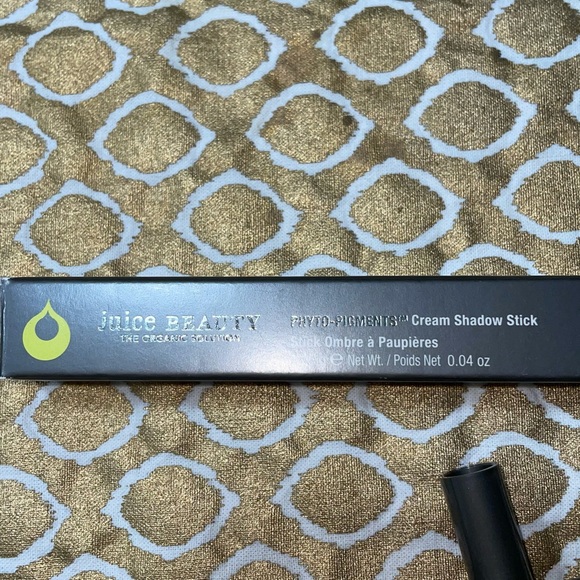 juice BEAUTY
THE ORGANIC SOLUTION
PHYTO-PIGMENTS™ Cream Shadow Stick
Stick Ombre à Paupières
℮ Net Wt. / Poids Net 0.04 oz